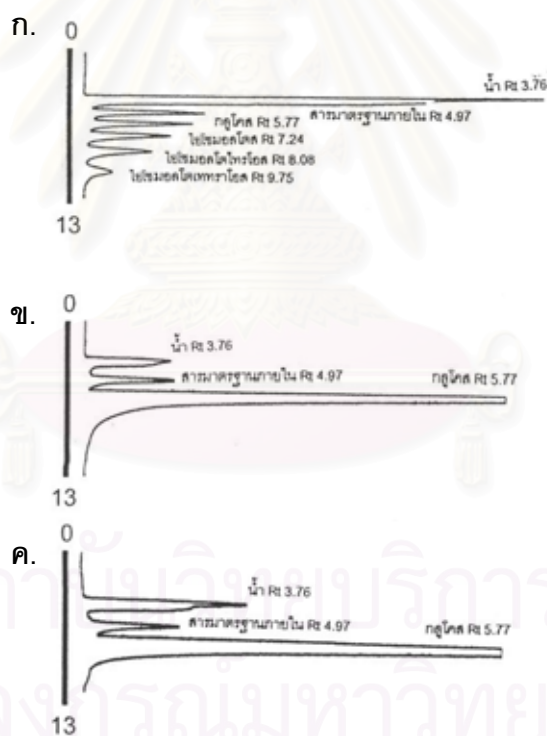 ก.
0
น้ำ Rt 3.76
สารมาตรฐานภายใน Rt 4.97
กลูโคส Rt 5.77
ไอโซมอลโตส Rt 7.24
ไอโซมอลโตไทรโอส Rt 8.08
ไอโซมอลโตเททราโอส Rt 9.75
13
ข.
0
น้ำ Rt 3.76
สารมาตรฐานภายใน Rt 4.97
กลูโคส Rt 5.77
13
ค.
0
น้ำ Rt 3.76
สารมาตรฐานภายใน Rt 4.97
กลูโคส Rt 5.77
13